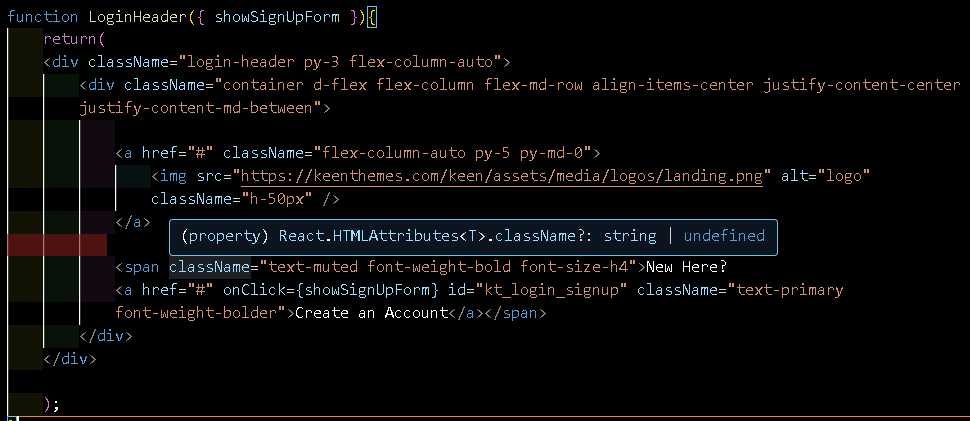 function LoginHeader({ showSignUpForm }){
return(
<div className="login-header py-3 flex-column-auto">
<div className="container d-flex flex-column flex-md-row align-items-center justify-content-center
justify-content-md-between">
<a href="#" className="flex-column-auto py-5 py-md-0">
<img src="https://keenthemes.com/keen/assets/media/logos/landing.png" alt="logo"
className="h-50px" />
</a>
(property) React.HTMLAttributes<T>.className?: string | undefined
<span className="text-muted font-weight-bold font-size-h4">New Here?
<a href="#" onClick={showSignUpForm} id="kt_login_signup" className="text-primary
font-weight-bolder">Create an Account</a></span>
</div>
</div>
);